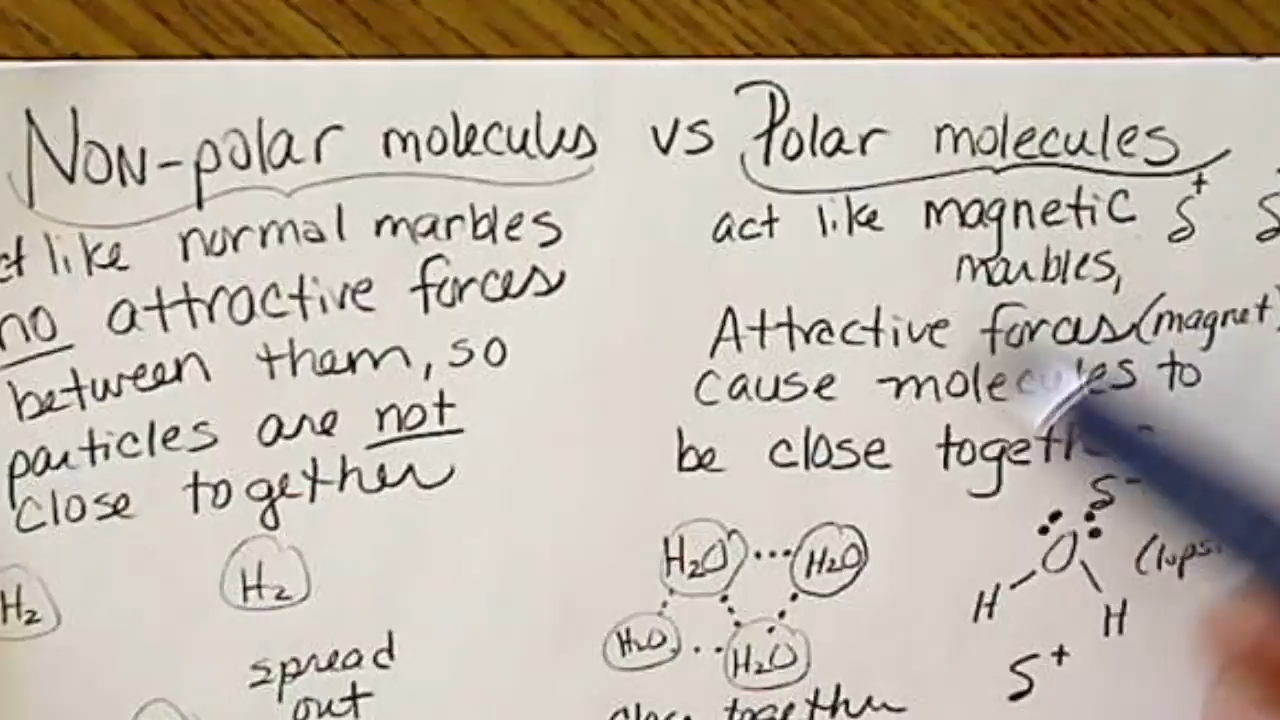 Non-polar molecules vs Polar molecules
like normal marbles
no attractive forces
between them, so
particles are not
close together
H2
H2
spread
out
act like magnetic δ+
marbles,
Attractive forces (magnet
cause molecules to
be close
H2O ... H2O
H2O .. H2O
close together
δ-
O
H H
δ+